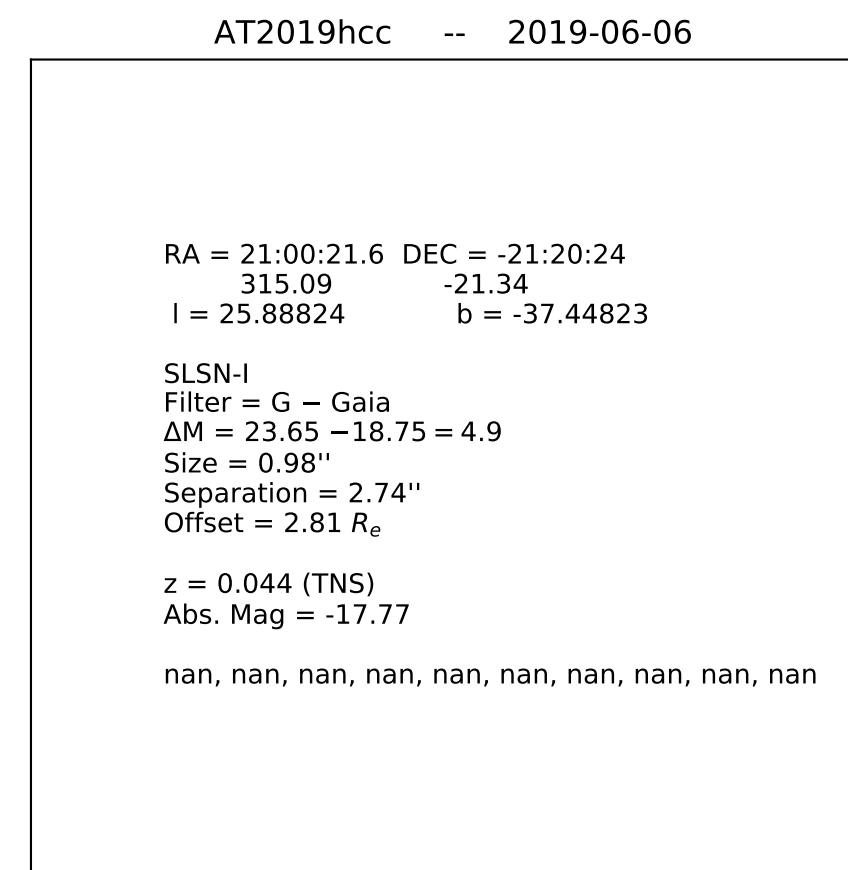 AT2019hcc -- 2019-06-06
RA = 21:00:21.6 DEC = -21:20:24
315.09 -21.34
l = 25.88824 b = -37.44823
SLSN-I
Filter = G − Gaia
ΔM = 23.65 −18.75 = 4.9
Size = 0.98''
Separation = 2.74''
Offset = 2.81 Re
z = 0.044 (TNS)
Abs. Mag = -17.77
nan, nan, nan, nan, nan, nan, nan, nan, nan, nan